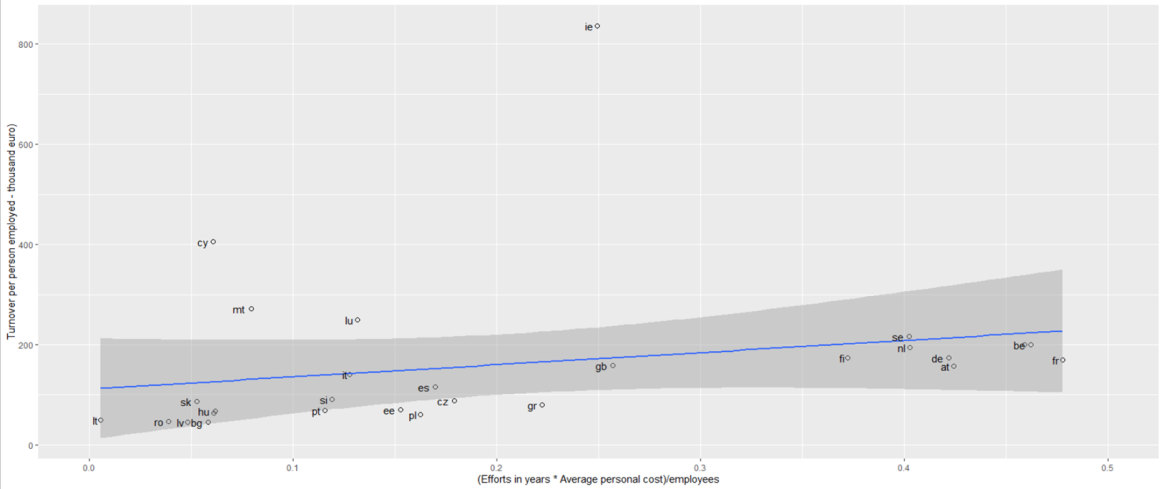 Turnover per person employed - thousand euro)
800
600
400
200
0
ie
cy
mt
lu
se
nl
be
fi
de
fr
at
gb
it
es
sk
si
cz
gr
hu
pt
ee
pl
lt
ro
lv
bg
0.0 0.1 0.2 0.3 0.4 0.5
(Efforts in years * Average personal cost)/employees